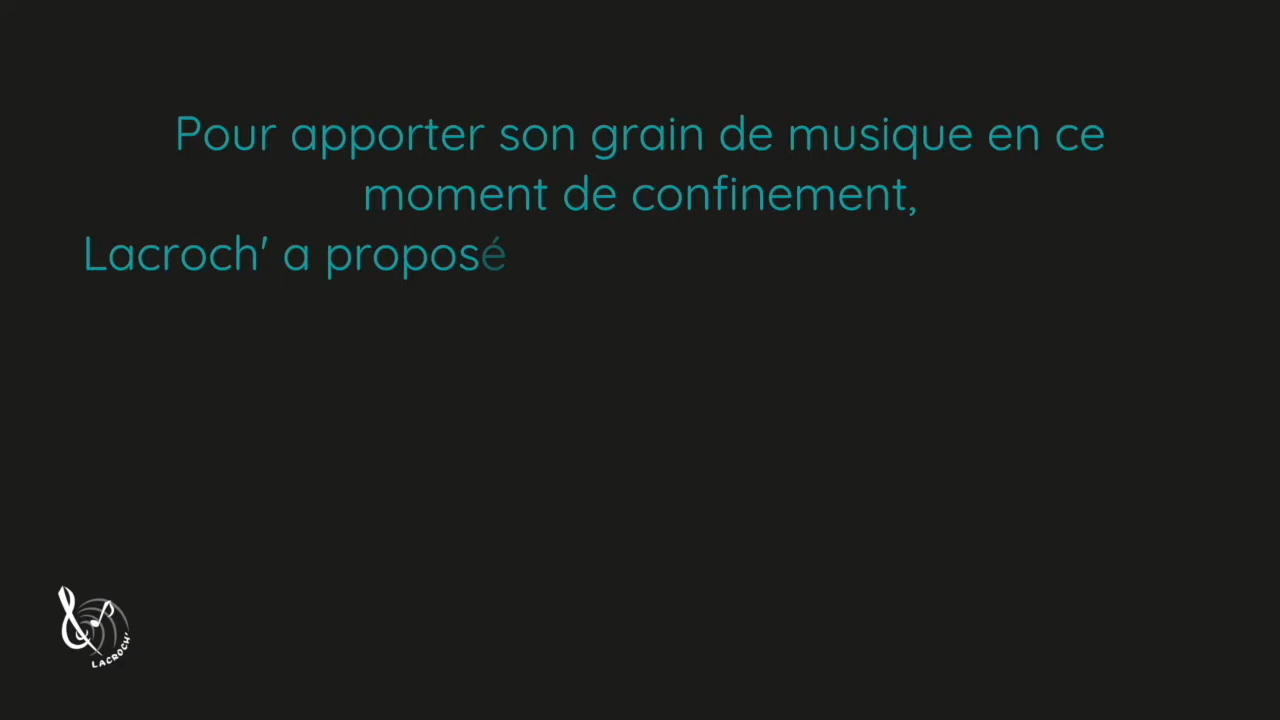 Pour apporter son grain de musique en ce
moment de confinement,
Lacroch' a proposé
LACROCH'